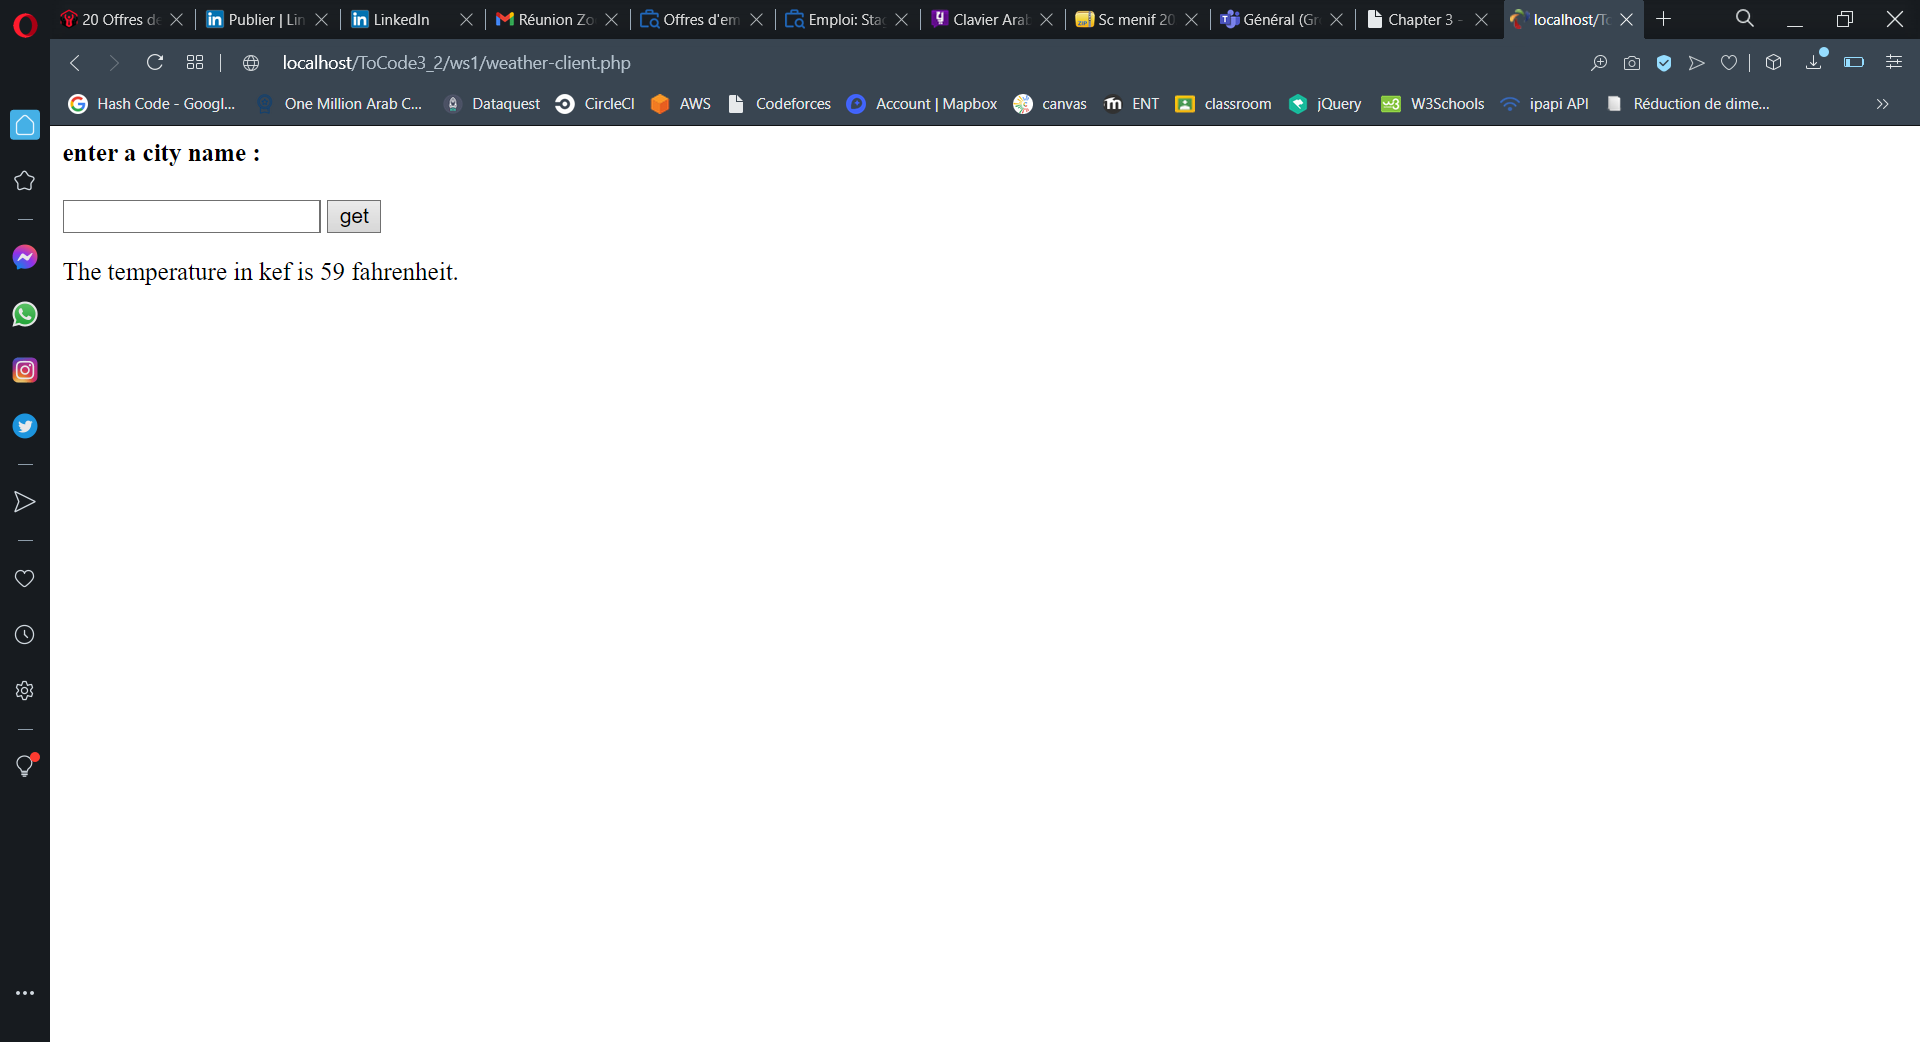 20 Offres de
Publier | Lin
LinkedIn
Réunion Zo
Offres d'em
Emploi: Sta
Clavier Arab
Sc menif 20
Général (Gr
Chapter 3 -
localhost/To
localhost/ToCode3_2/ws1/weather-client.php
Hash Code - Googl...
One Million Arab C...
Dataquest
CircleCI
AWS
Codeforces
Account | Mapbox
canvas
ENT
classroom
jQuery
W3Schools
ipapi API
Réduction de dime...
enter a city name :
get
The temperature in kef is 59 fahrenheit.